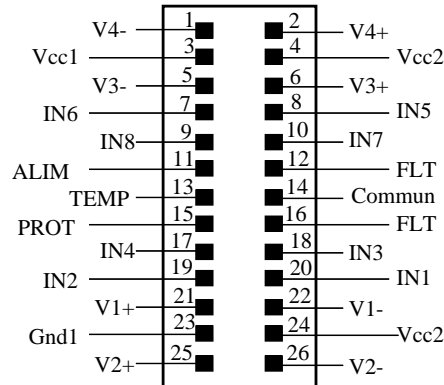 V4- 1 2 V4+
Vcc1 3 4 Vcc2
V3- 5 6 V3+
IN6 7 8 IN5
IN8 9 10 IN7
ALIM 11 12 FLT
TEMP 13 14 Commun
PROT 15 16 FLT
IN4 17 18 IN3
IN2 19 20 IN1
V1+ 21 22 V1-
Gnd1 23 24 Vcc2
V2+ 25 26 V2-